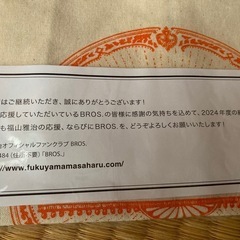 はご継続いただき、誠にありがとうございます！
応援していただいているBROS.の皆様に感謝の気持ちを込めて、2024年度の
も福山雅治の応援、ならびにBROS.を、どうぞよろしくお願いいたします！
オフィシャルファンクラブ BROS.
484 (私書箱不要)「BROS.」
www.fukuyamamasaharu.com/